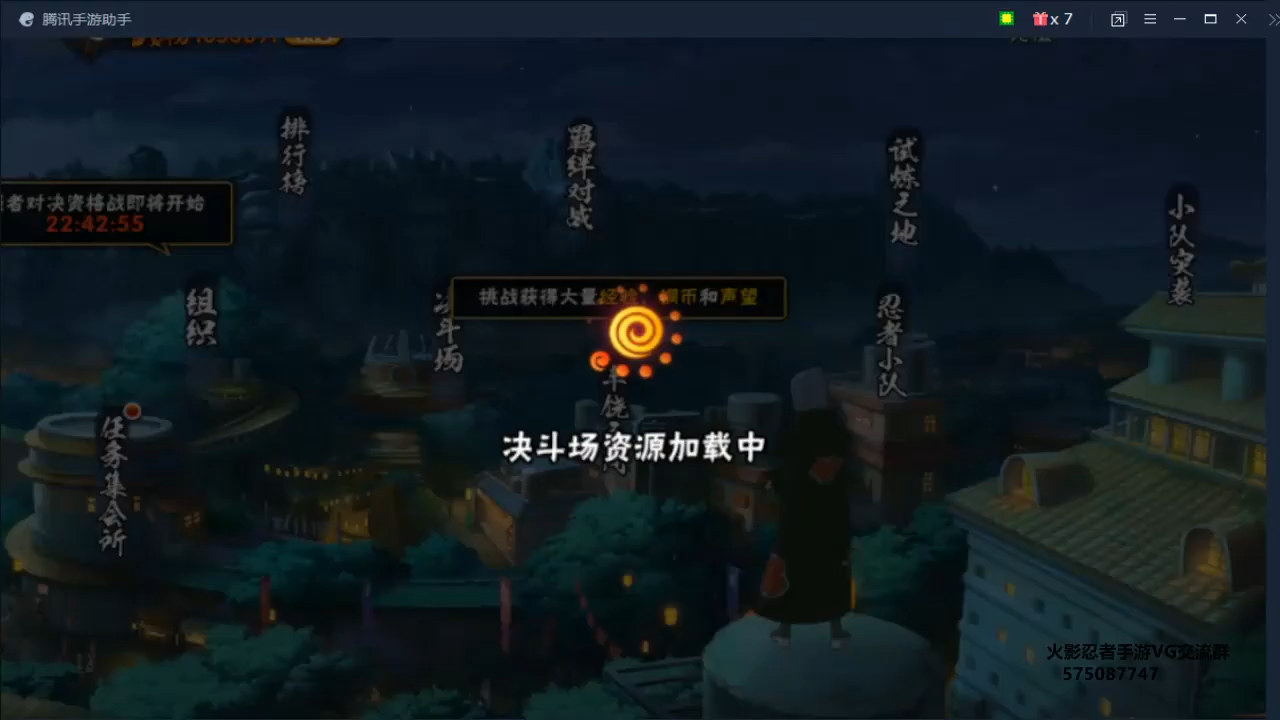 腾讯手游助手
x 7
排行榜
羁绊对战
试炼之地
小队突袭
者对决资格战即将开始
22:42:55
组织
决斗场
挑战获得大量经验、铜币和声望
忍者小队
任务集会所
决斗场资源加载中
火影忍者手游VG交流群
575087747